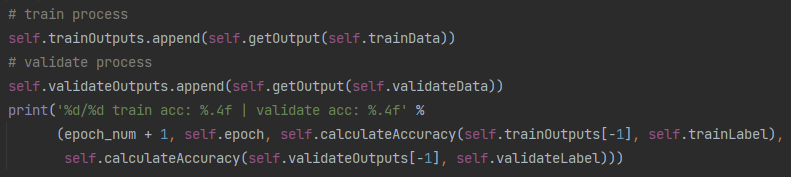 # train process
self.trainOutputs.append(self.getOutput(self.trainData))
# validate process
self.validateOutputs.append(self.getOutput(self.validateData))
print('%d/%d train acc: %.4f | validate acc: %.4f' %
(epoch_num + 1, self.epoch, self.calculateAccuracy(self.trainOutputs[-1], self.trainLabel),
self.calculateAccuracy(self.validateOutputs[-1], self.validateLabel)))